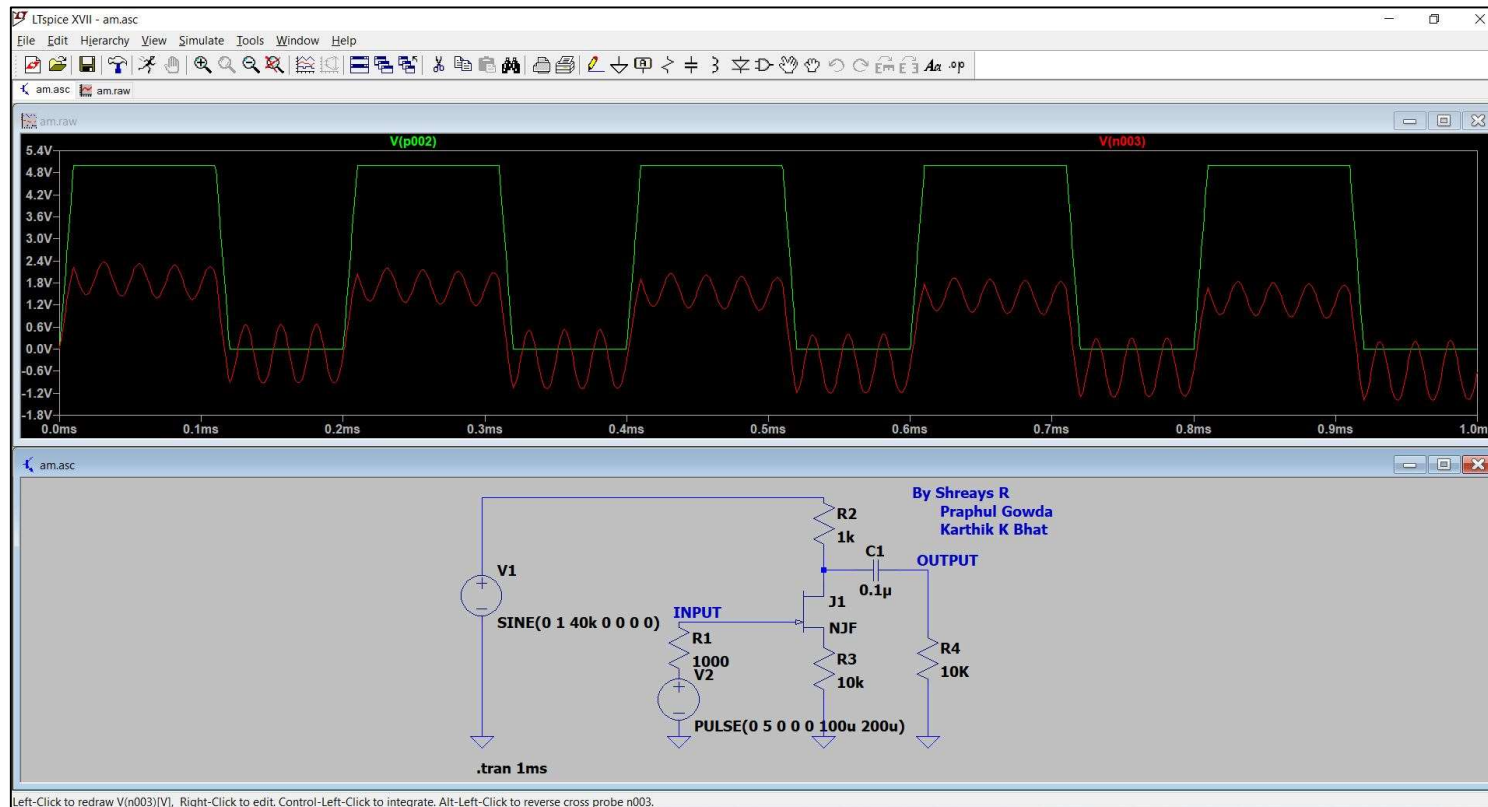 LTspice XVII - am.asc
File Edit Hierarchy View Simulate Tools Window Help
Aa .op
am.asc am.raw
am.raw
V(p002) V(n003)
5.4V
4.8V
4.2V
3.6V
3.0V
2.4V
1.8V
1.2V
0.6V
0.0V
-0.6V
-1.2V
-1.8V
0.0ms 0.1ms 0.2ms 0.3ms 0.4ms 0.5ms 0.6ms 0.7ms 0.8ms 0.9ms 1.0m
am.asc
By Shreays R
Praphul Gowda
Karthik K Bhat
R2
1k
C1
0.1µ
OUTPUT
V1
SINE(0 1 40k 0 0 0 0)
INPUT
R1
1000
V2
PULSE(0 5 0 0 0 100u 200u)
J1
NJF
R3
10k
R4
10K
.tran 1ms
Left-Click to redraw V(n003)[V], Right-Click to edit. Control-Left-Click to integrate. Alt-Left-Click to reverse cross probe n003.